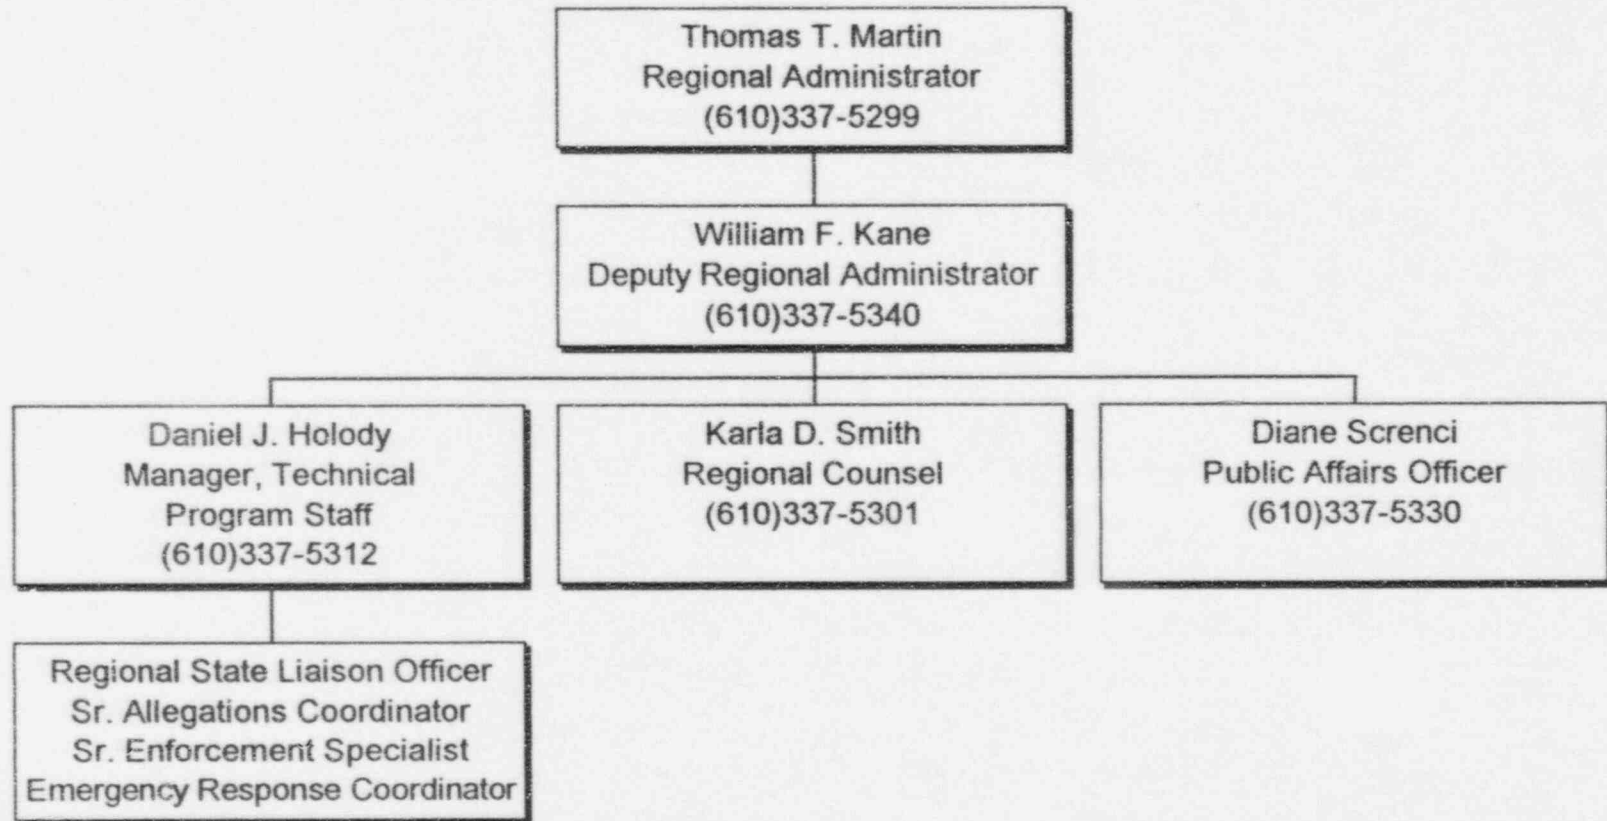 Thomas T. Martin
Regional Administrator
(610)337-5299
William F. Kane
Deputy Regional Administrator
(610)337-5340
Daniel J. Holody
Manager, Technical
Program Staff
(610)337-5312
Karla D. Smith
Regional Counsel
(610)337-5301
Diane Screnci
Public Affairs Officer
(610)337-5330
Regional State Liaison Officer
Sr. Allegations Coordinator
Sr. Enforcement Specialist
Emergency Response Coordinator